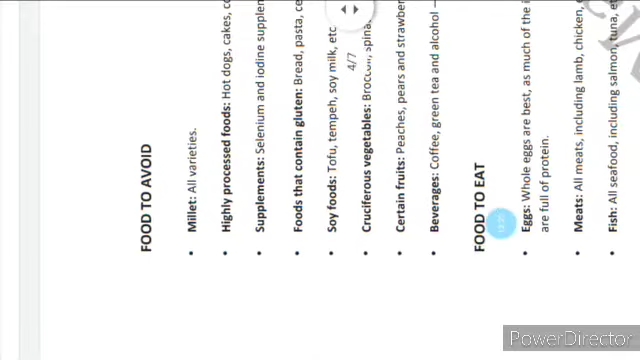 FOOD TO AVOID
• Millet: All varieties.
• Highly processed foods: Hot dogs, cakes,
• Supplements: Selenium and iodine
• Foods that contain gluten: Bread, pasta,
• Soy foods: Tofu, tempeh, soy milk, etc
• Cruciferous vegetables: Broccoli,
• Certain fruits: Peaches, pears and
• Beverages: Coffee, green tea and alcohol –
FOOD TO EAT
• Eggs: Whole eggs are best, as much of the
are full of protein.
• Meats: All meats, including lamb, chicken,
• Fish: All seafood, including salmon, tuna,
4/7
PowerDirector